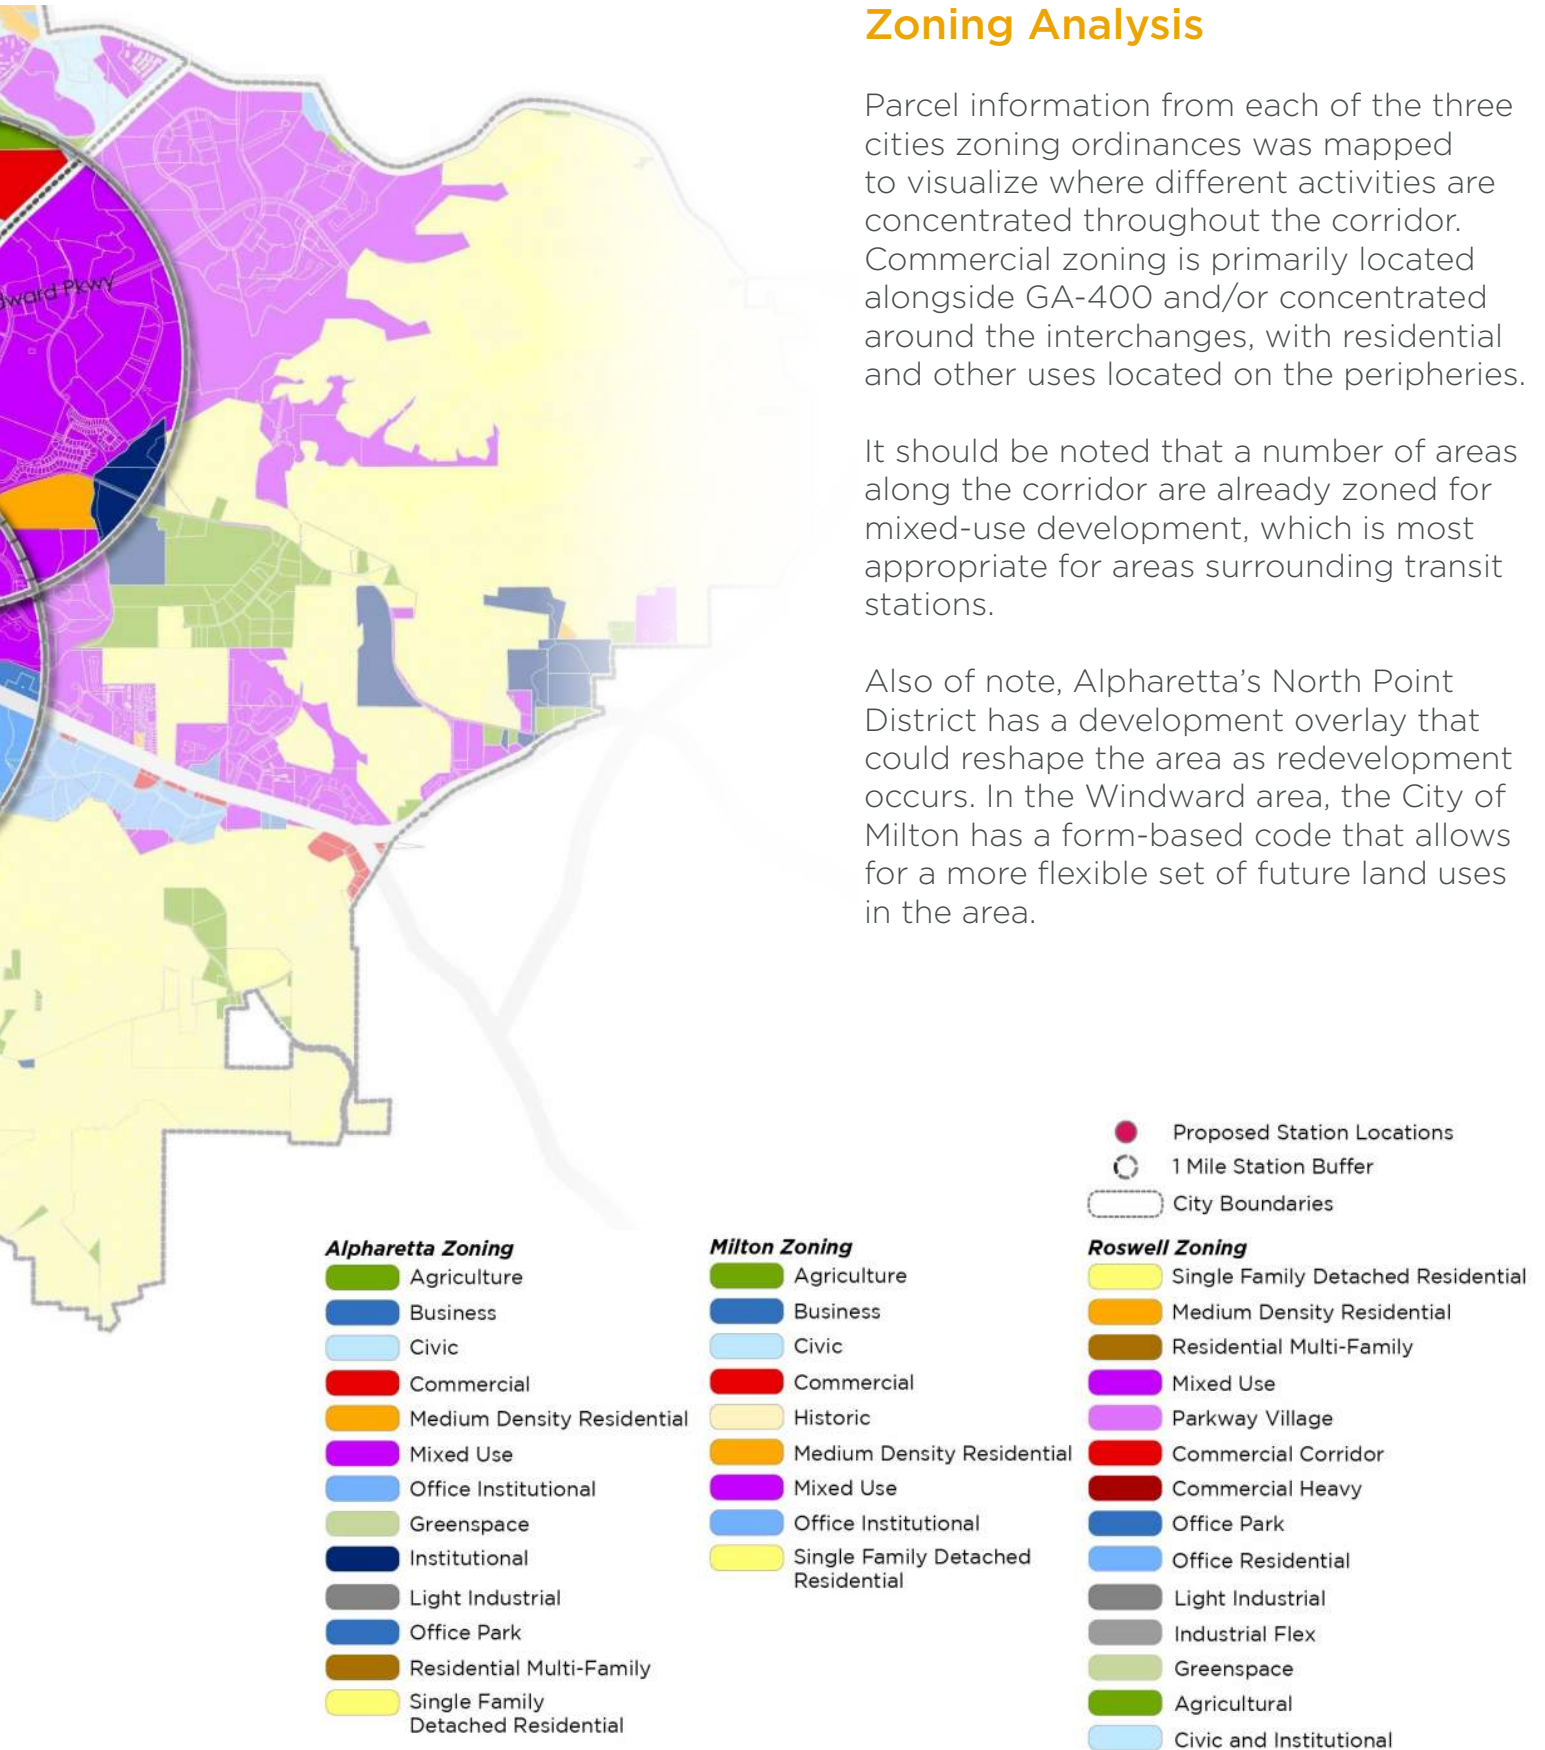 Zoning Analysis
Parcel information from each of the three
cities zoning ordinances was mapped
to visualize where different activities are
concentrated throughout the corridor.
Commercial zoning is primarily located
alongside GA-400 and/or concentrated
around the interchanges, with residential
and other uses located on the peripheries.
It should be noted that a number of areas
along the corridor are already zoned for
mixed-use development, which is most
appropriate for areas surrounding transit
stations.
Also of note, Alpharetta’s North Point
District has a development overlay that
could reshape the area as redevelopment
occurs. In the Windward area, the City of
Milton has a form-based code that allows
for a more flexible set of future land uses
in the area.
dward Pkwy
Proposed Station Locations
1 Mile Station Buffer
City Boundaries
Alpharetta Zoning
Agriculture
Business
Civic
Commercial
Medium Density Residential
Mixed Use
Office Institutional
Greenspace
Institutional
Light Industrial
Office Park
Residential Multi-Family
Single Family
Detached Residential
Milton Zoning
Agriculture
Business
Civic
Commercial
Historic
Medium Density Residential
Mixed Use
Office Institutional
Single Family Detached
Residential
Roswell Zoning
Single Family Detached Residential
Medium Density Residential
Residential Multi-Family
Mixed Use
Parkway Village
Commercial Corridor
Commercial Heavy
Office Park
Office Residential
Light Industrial
Industrial Flex
Greenspace
Agricultural
Civic and Institutional